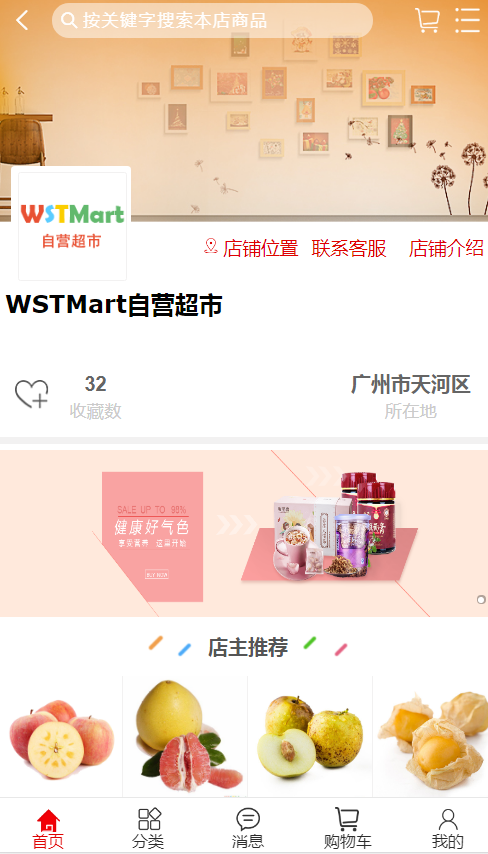 按关键字搜索本店商品
WSTMart
自营超市
店铺位置 联系客服 店铺介绍
WSTMart自营超市
32 广州市天河区
收藏数 所在地
SALE UP TO 98%
健康好气色
享受营养 这里开始
BUY NOW
店主推荐
首页 分类 消息 购物车 我的